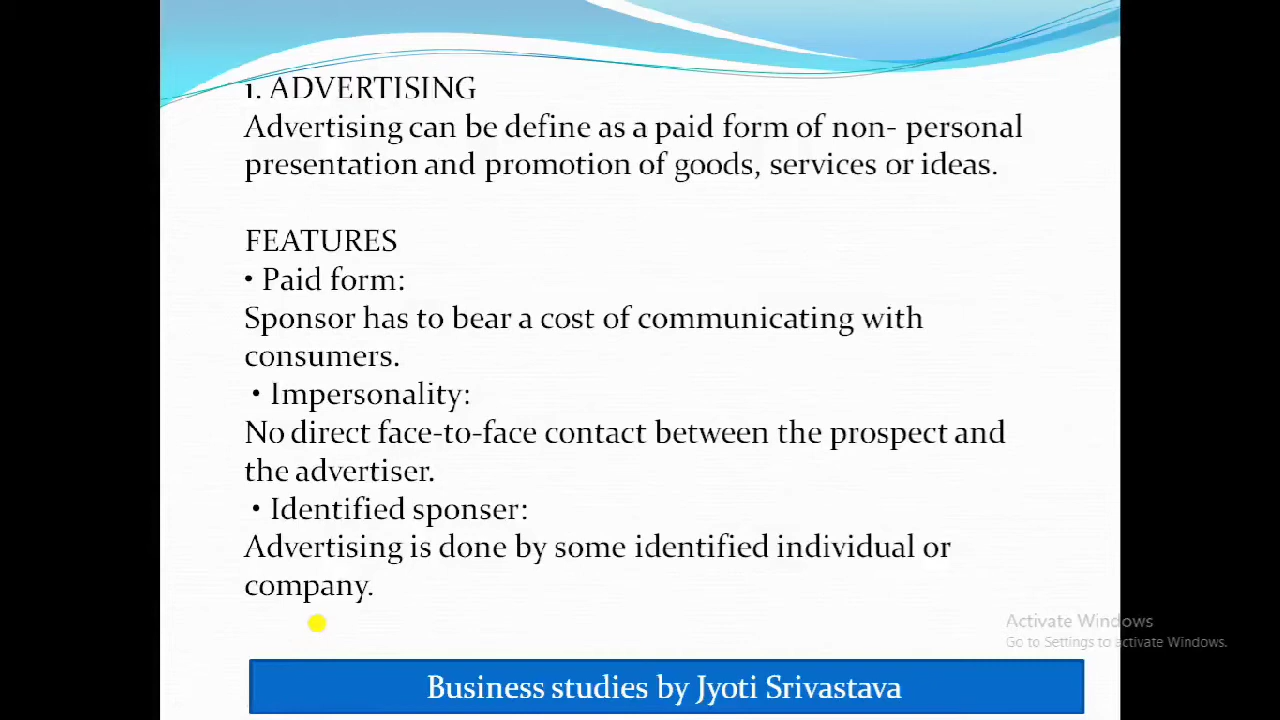 1. ADVERTISING
Advertising can be define as a paid form of non- personal
presentation and promotion of goods, services or ideas.
FEATURES
• Paid form:
Sponsor has to bear a cost of communicating with
consumers.
• Impersonality:
No direct face-to-face contact between the prospect and
the advertiser.
• Identified sponser:
Advertising is done by some identified individual or
company.
Activate Windows
Go to Settings to activate Windows.
Business studies by Jyoti Srivastava